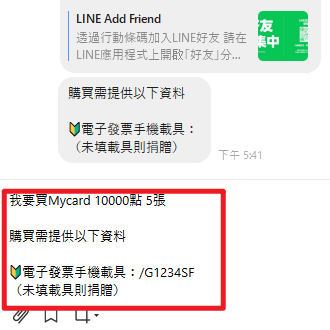 LINE Add Friend
透過行動條碼加入LINE好友 請在
LINE應用程式上開啟「好友」分...
友
集中
購買需提供以下資料
🔰電子發票手機載具：
（未填載具則捐贈）
下午 5:41
我要買Mycard 10000點 5張
購買需提供以下資料
🔰電子發票手機載具：/G1234SF
（未填載具則捐贈）